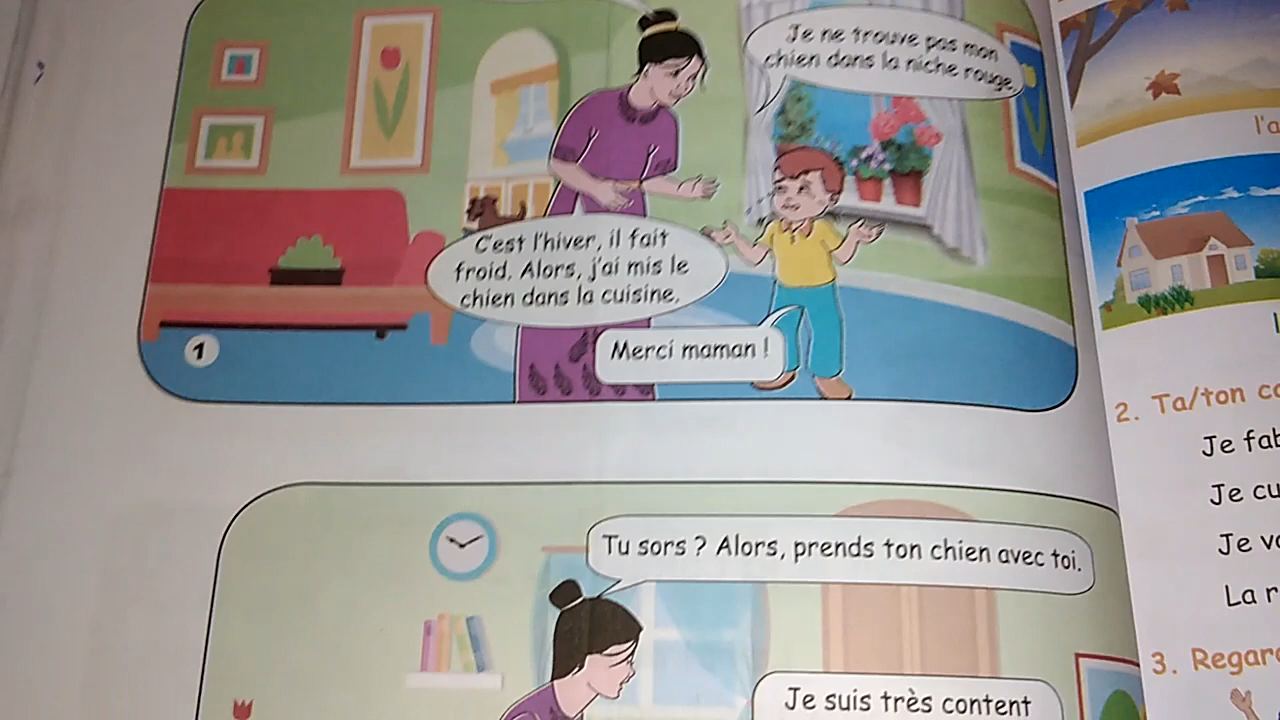 Je ne trouve pas mon
chien dans la niche rouge.
C'est l'hiver, il fait
froid. Alors, j'ai mis le
chien dans la cuisine.
Merci maman !
1
Tu sors ? Alors, prends ton chien avec toi.
Je suis très content
l'a
2. Ta/ton co
Je fab
Je cu
Je vo
La r
3. Regard